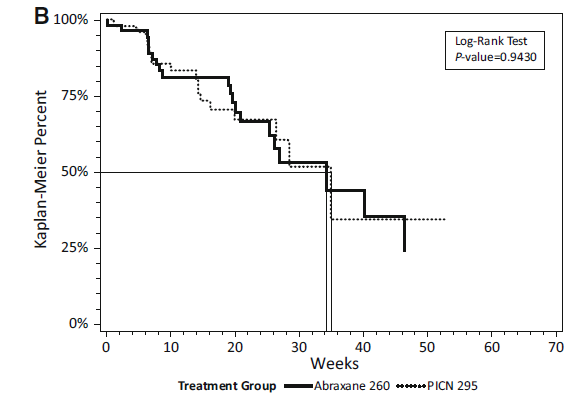 B
100%
75%
50%
25%
0%
Kaplan-Meier Percent
Log-Rank Test
P-value=0.9430
0 10 20 30 40 50 60 70
Weeks
Treatment Group Abraxane 260 PICN 295